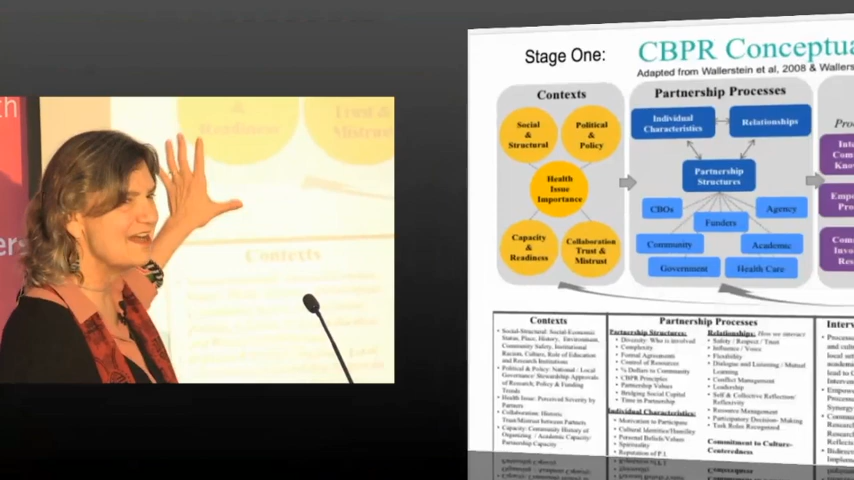 Stage One:
CBPR Conceptua
Adapted from Wallerstein et al, 2008 & Wallers
Contexts
Social
&
Structural
Political
&
Policy
Health
Issue
Importance
Capacity
&
Readiness
Collaboration
Trust &
Mistrust
Partnership Processes
Individual
Characteristics
Relationships
Partnership
Structures
CBOs
Agency
Funders
Community
Academic
Government
Health Care
&
Readiness
Trust &
Mistrust
Contexts
Contexts
• Social-Structural: Social-Economic
Status, Place, History, Environment,
Community Safety, Institutional
Racism, Culture, Role of Education
and Research Institutions
• Political & Policy: National / Local
Governance/ Stewardship Approvals
of Research; Policy & Funding
Trends
• Health Issue: Perceived Severity by
Partners
• Collaboration: Historic
Trust/Mistrust between Partners
• Capacity: Community History of
Organizing / Academic Capacity/
Partnership Capacity
Partnership Processes
Partnership Structures:
• Diversity: Who is involved
• Complexity
• Formal Agreements
• Control of Resources
• % Dollars to Community
• CBPR Principles
• Partnership Values
• Bridging Social Capital
• Time in Partnership
Individual Characteristics:
• Motivation to Participate
• Cultural Identities/Humility
• Personal Beliefs/Values
• Spirituality
• Reputation of P.I.
Relationships: How we interact
• Safety / Respect / Trust
• Influence / Voice
• Flexibility
• Dialogue and Listening / Mutual
Learning
• Conflict Management
• Leadership
• Self & Collective Reflection/
Reflexivity
• Resource Management
• Participatory Decision- Making
• Task Roles Recognized
Commitment to Culture-
Centeredness